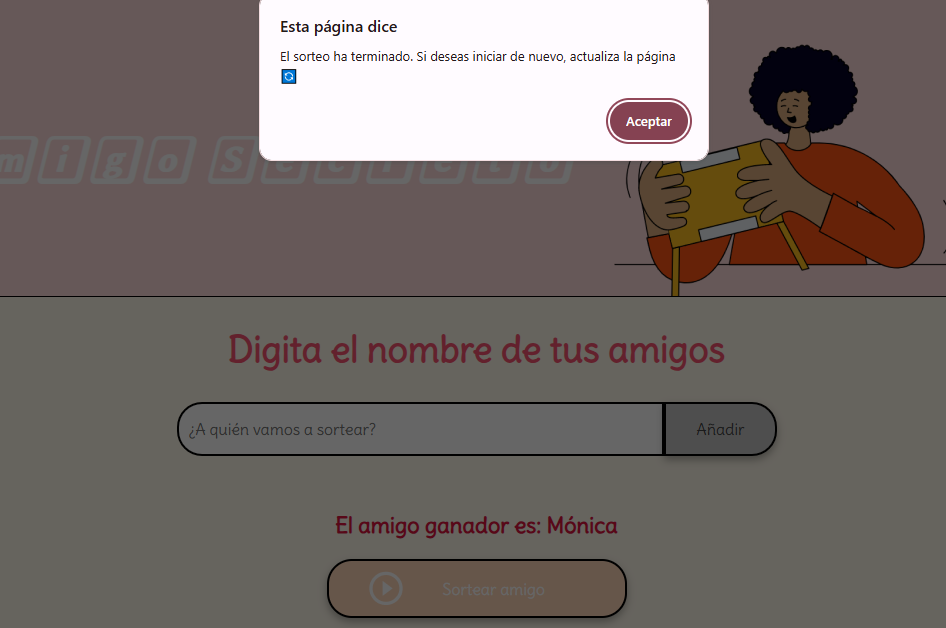 Esta página dice
El sorteo ha terminado. Si deseas iniciar de nuevo, actualiza la página
Aceptar
migo Secreto
Digita el nombre de tus amigos
¿A quién vamos a sortear?
Añadir
El amigo ganador es: Mónica
Sortear amigo